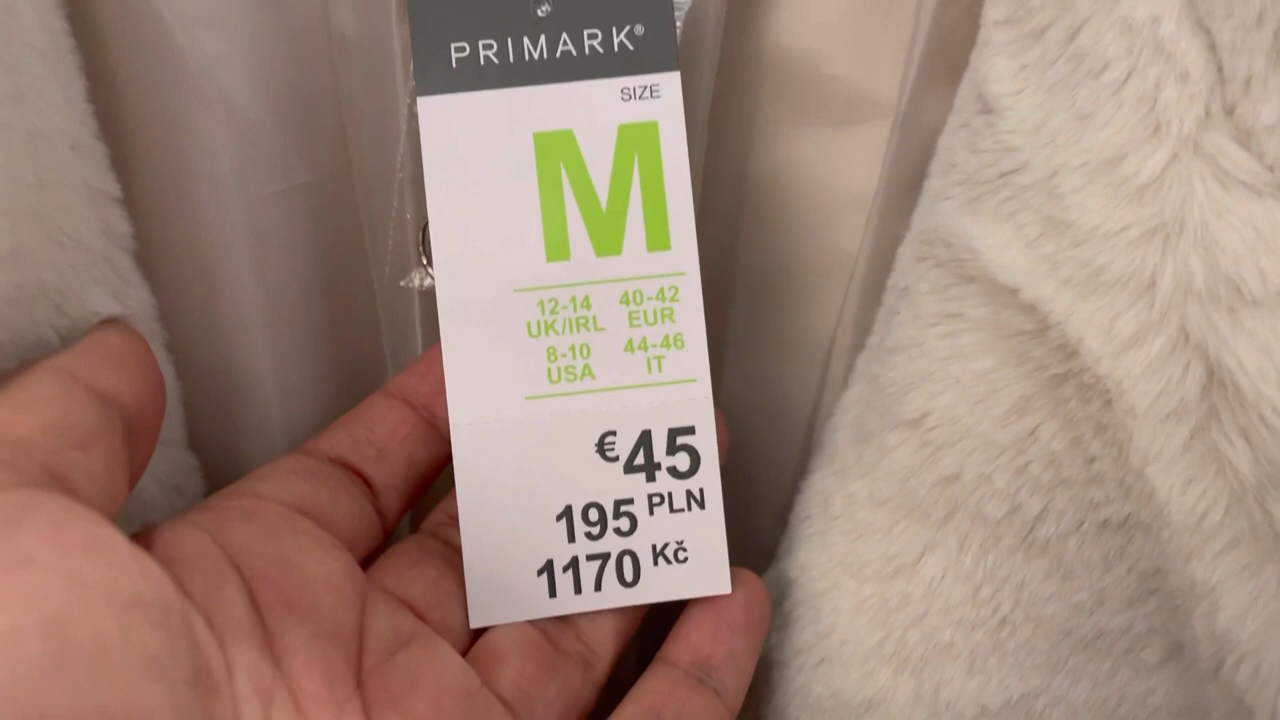 PRIMARK®
SIZE
M
12-14 40-42
UK/IRL EUR
8-10 44-46
USA IT
€45
195 PLN
1170 Kč